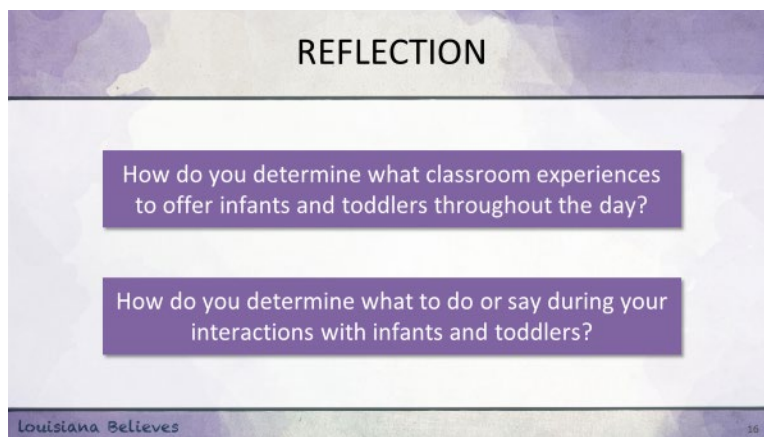 REFLECTION
How do you determine what classroom experiences
to offer infants and toddlers throughout the day?
How do you determine what to do or say during your
interactions with infants and toddlers?
Louisiana Believes
16